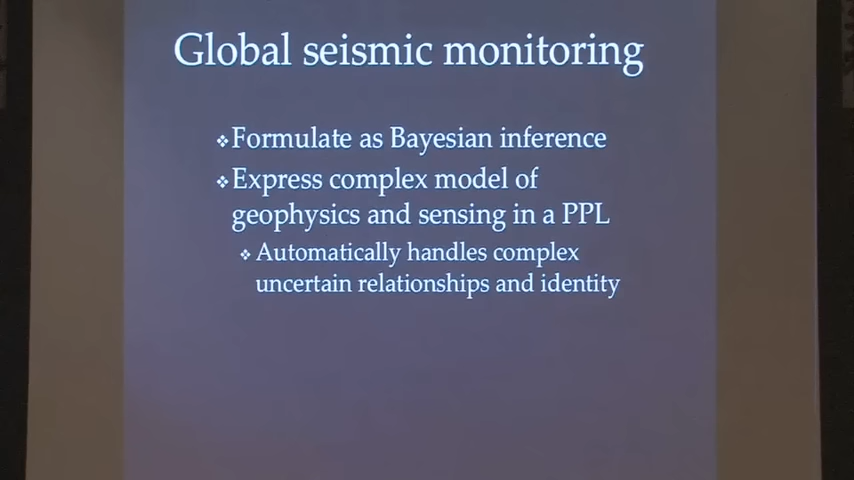 Global seismic monitoring
❖Formulate as Bayesian inference
❖Express complex model of
geophysics and sensing in a PPL
❖Automatically handles complex
uncertain relationships and identity